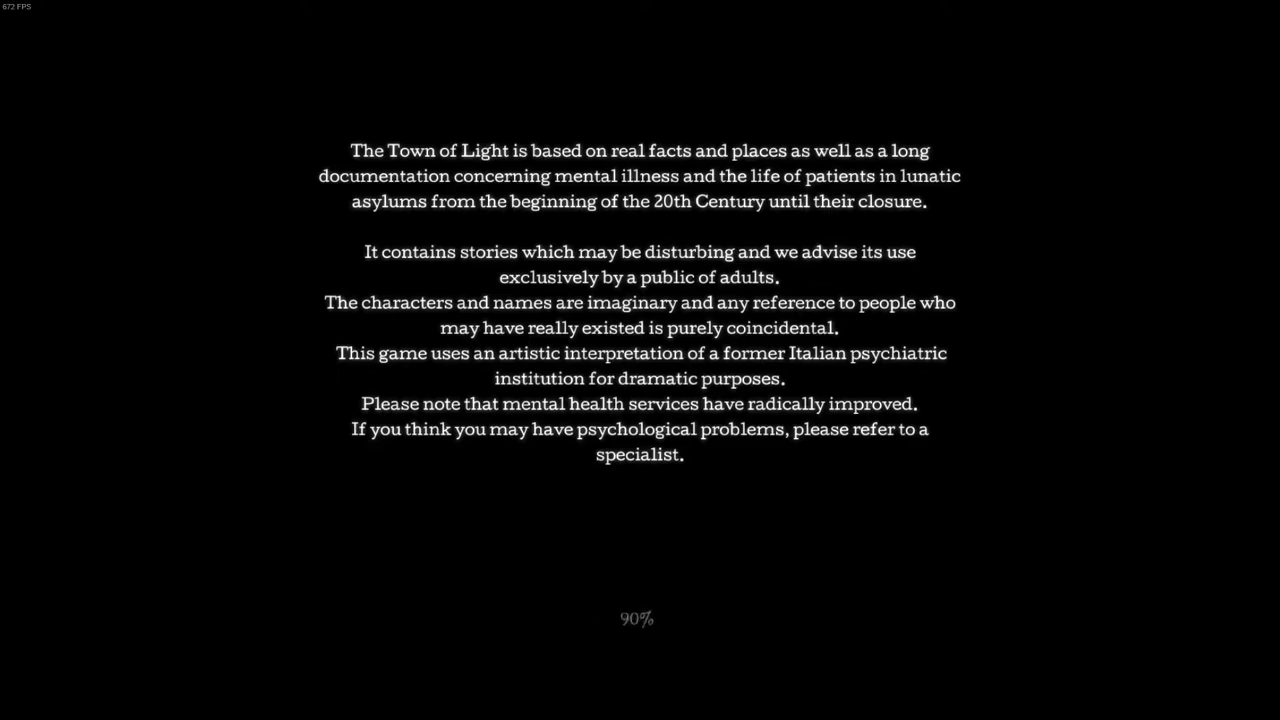 672 FPS
The Town of Light is based on real facts and places as well as a long
documentation concerning mental illness and the life of patients in lunatic
asylums from the beginning of the 20th Century until their closure.
It contains stories which may be disturbing and we advise its use
exclusively by a public of adults.
The characters and names are imaginary and any reference to people who
may have really existed is purely coincidental.
This game uses an artistic interpretation of a former Italian psychiatric
institution for dramatic purposes.
Please note that mental health services have radically improved.
If you think you may have psychological problems, please refer to a
specialist.
90%